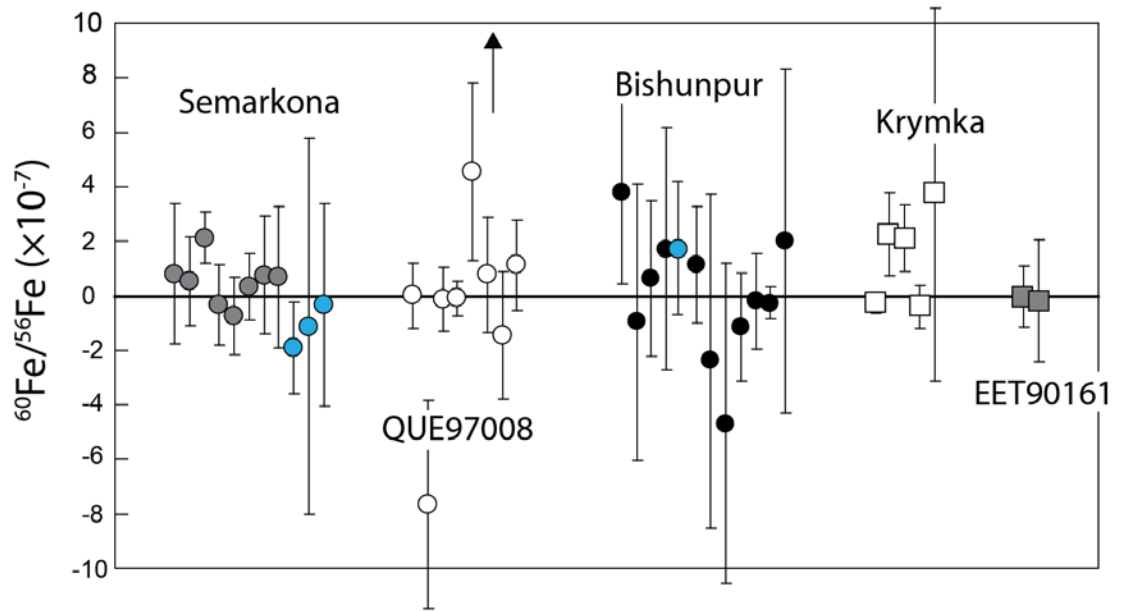 ⁶⁰Fe/⁵⁶Fe (×10⁻⁷)
10
8
6
4
2
0
-2
-4
-6
-8
-10
Semarkona
QUE97008
Bishunpur
Krymka
EET90161